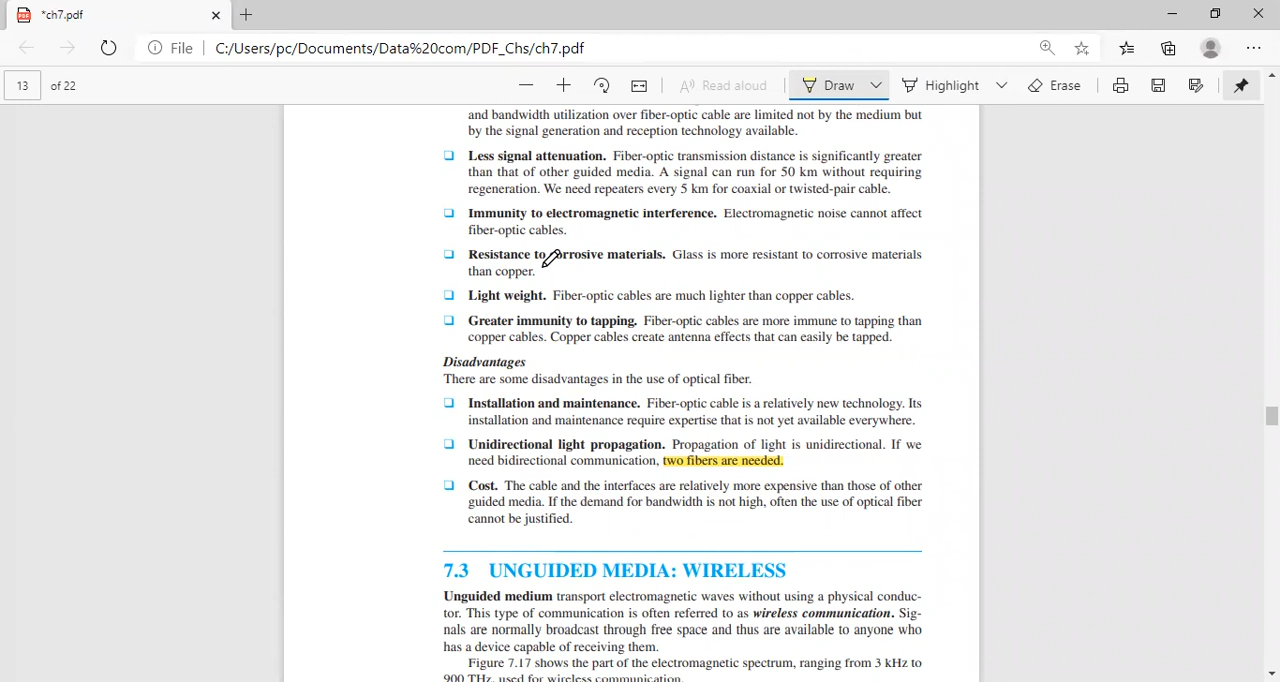 *ch7.pdf
File C:/Users/pc/Documents/Data%20com/PDF_Chs/ch7.pdf
13 of 22 Read aloud Draw Highlight Erase
and bandwidth utilization over fiber-optic cable are limited not by the medium but
by the signal generation and reception technology available.
Less signal attenuation. Fiber-optic transmission distance is significantly greater
than that of other guided media. A signal can run for 50 km without requiring
regeneration. We need repeaters every 5 km for coaxial or twisted-pair cable.
Immunity to electromagnetic interference. Electromagnetic noise cannot affect
fiber-optic cables.
Resistance to corrosive materials. Glass is more resistant to corrosive materials
than copper.
Light weight. Fiber-optic cables are much lighter than copper cables.
Greater immunity to tapping. Fiber-optic cables are more immune to tapping than
copper cables. Copper cables create antenna effects that can easily be tapped.
Disadvantages
There are some disadvantages in the use of optical fiber.
Installation and maintenance. Fiber-optic cable is a relatively new technology. Its
installation and maintenance require expertise that is not yet available everywhere.
Unidirectional light propagation. Propagation of light is unidirectional. If we
need bidirectional communication, two fibers are needed.
Cost. The cable and the interfaces are relatively more expensive than those of other
guided media. If the demand for bandwidth is not high, often the use of optical fiber
cannot be justified.
7.3 UNGUIDED MEDIA: WIRELESS
Unguided medium transport electromagnetic waves without using a physical conduc-
tor. This type of communication is often referred to as wireless communication. Sig-
nals are normally broadcast through free space and thus are available to anyone who
has a device capable of receiving them.
Figure 7.17 shows the part of the electromagnetic spectrum, ranging from 3 kHz to
900 THz, used for wireless communication.